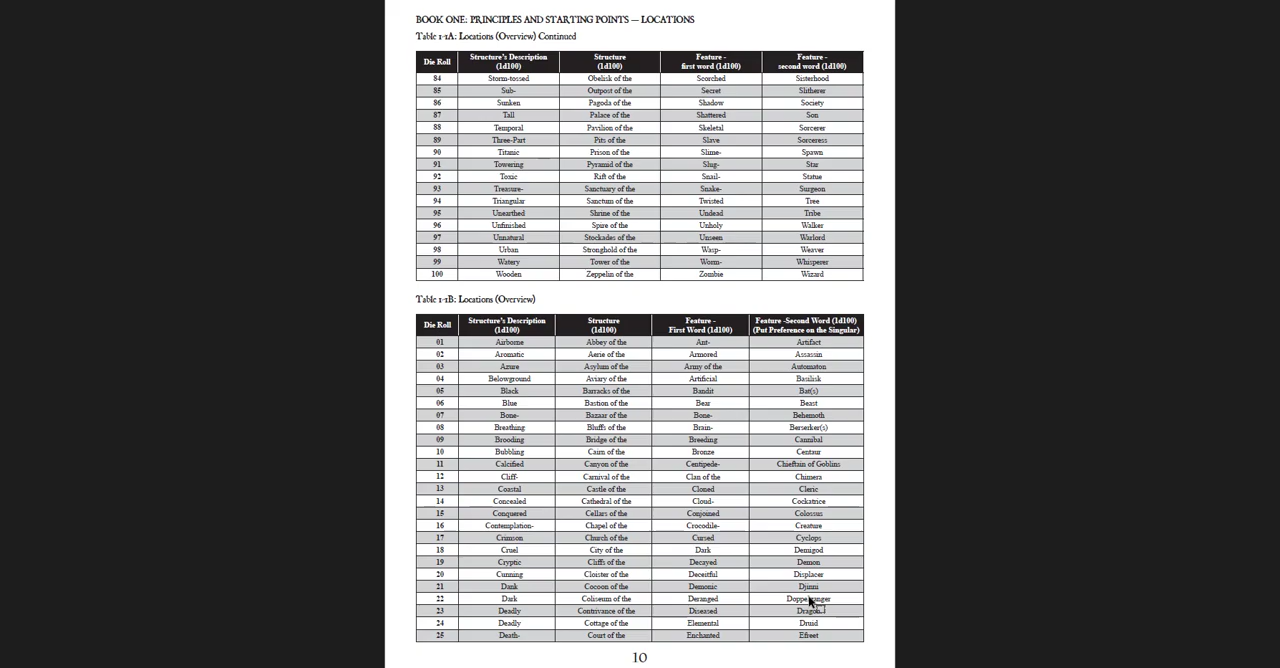 BOOK ONE: PRINCIPLES AND STARTING POINTS — LOCATIONS
Table 1-1A: Locations (Overview) Continued
Die Roll Structure's Description (1d100) Structure (1d100) Feature - first word (1d100) Feature - second word (1d100)
84 Storm-tossed Obelisk of the Scorched Sisterhood
85 Sub- Outpost of the Secret Slitherer
86 Sunken Pagoda of the Shadow Society
87 Tall Palace of the Shattered Son
88 Temporal Pavilion of the Skeletal Sorcerer
89 Three-Part Pits of the Slave Sorceress
90 Titanic Prison of the Slime- Spawn
91 Towering Pyramid of the Slug- Star
92 Toxic Rift of the Snail- Statue
93 Treasure- Sanctuary of the Snake- Surgeon
94 Triangular Sanctum of the Twisted Tree
95 Unearthed Shrine of the Undead Tribe
96 Unfinished Spire of the Unholy Walker
97 Unnatural Stockades of the Unseen Warlord
98 Urban Stronghold of the Wasp- Weaver
99 Watery Tower of the Worm- Whisperer
100 Wooden Zeppelin of the Zombie Wizard
Table 1-1B: Locations (Overview)
Die Roll Structure's Description (1d100) Structure (1d100) Feature - First Word (1d100) Feature -Second Word (1d100) (Put Preference on the Singular)
01 Airborne Abbey of the Ant- Artifact
02 Aromatic Aerie of the Armored Assassin
03 Azure Asylum of the Army of the Automaton
04 Belowground Aviary of the Artificial Basilisk
05 Black Barracks of the Bandit Bat(s)
06 Blue Bastion of the Bear Beast
07 Bone- Bazaar of the Bone- Behemoth
08 Breathing Bluffs of the Brain- Berserker(s)
09 Brooding Bridge of the Breeding Cannibal
10 Bubbling Cairn of the Bronze Centaur
11 Calcified Canyon of the Centipede- Chieftain of Goblins
12 Cliff- Carnival of the Clan of the Chimera
13 Coastal Castle of the Cloned Cleric
14 Concealed Cathedral of the Cloud- Cockatrice
15 Conquered Cellars of the Conjoined Colossus
16 Contemplation- Chapel of the Crocodile- Creature
17 Crimson Church of the Cursed Cyclops
18 Cruel City of the Dark Demigod
19 Cryptic Cliffs of the Decayed Demon
20 Cunning Cloister of the Deceitful Displacer
21 Dank Cocoon of the Demonic Djinni
22 Dark Coliseum of the Deranged Doppelganger
23 Deadly Contrivance of the Diseased Dragon
24 Deadly Cottage of the Elemental Druid
25 Death- Court of the Enchanted Efreet
10